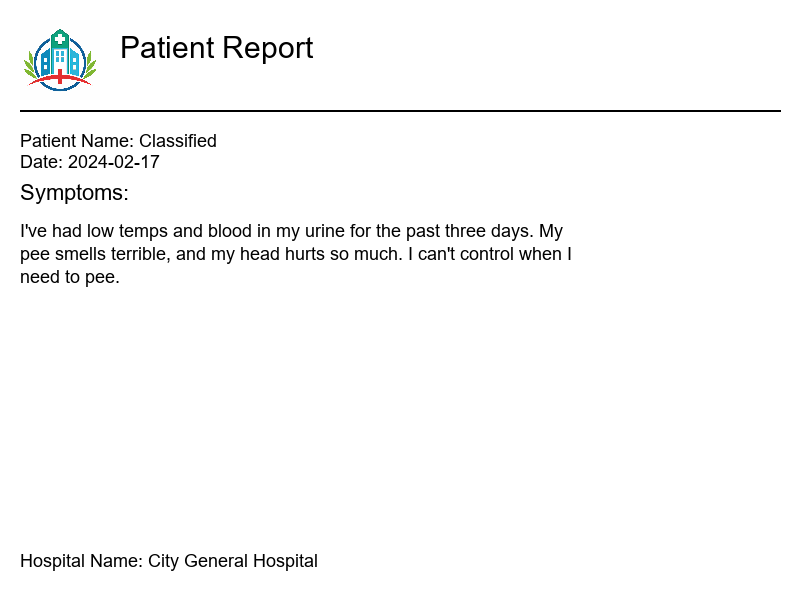 Patient Report
Patient Name: Classified
Date: 2024-02-17
Symptoms:
I've had low temps and blood in my urine for the past three days. My
pee smells terrible, and my head hurts so much. I can't control when I
need to pee.
Hospital Name: City General Hospital